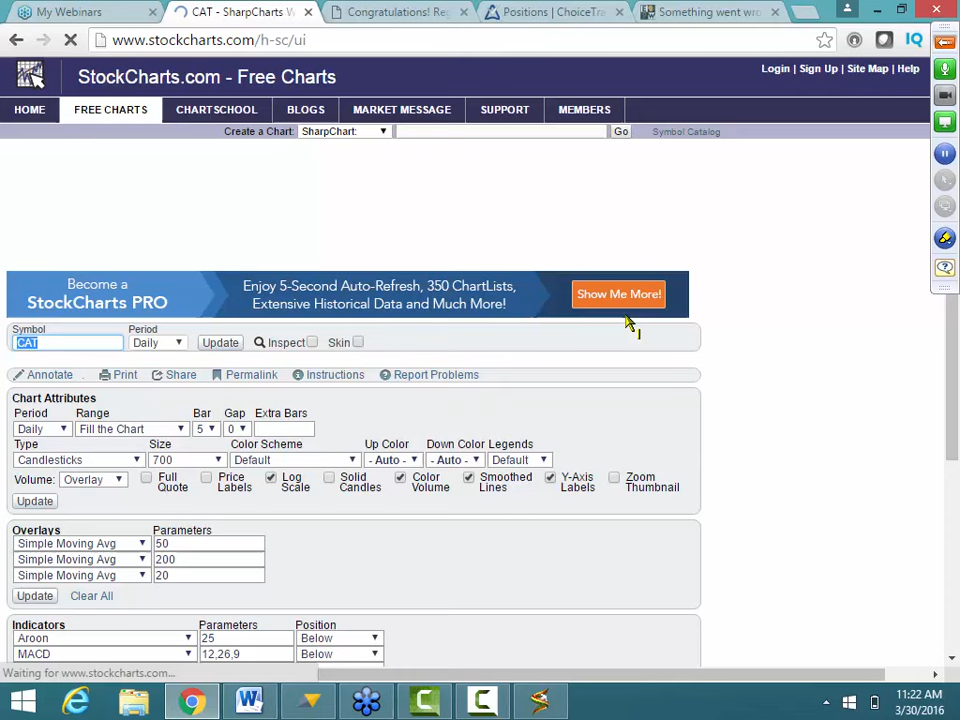 My Webinars
CAT - SharpCharts W
Congratulations! Re
Positions | ChoiceTra
Something went wro
www.stockcharts.com/h-sc/ui
IQ
StockCharts.com - Free Charts
Login | Sign Up | Site Map | Help
HOME FREE CHARTS CHARTSCHOOL BLOGS MARKET MESSAGE SUPPORT MEMBERS
Create a Chart: SharpChart: Go Symbol Catalog
Become a
StockCharts PRO
Enjoy 5-Second Auto-Refresh, 350 ChartLists,
Extensive Historical Data and Much More!
Show Me More!
Symbol Period
CAT Daily Update Inspect Skin
Annotate Print Share Permalink Instructions Report Problems
Chart Attributes
Period Range Bar Gap Extra Bars
Daily Fill the Chart 5 0
Type Size Color Scheme Up Color Down Color Legends
Candlesticks 700 Default - Auto - - Auto - Default
Volume: Overlay Full Quote Price Labels Log Scale Solid Candles Color Volume Smoothed Lines Y-Axis Labels Zoom Thumbnail
Update
Overlays Parameters
Simple Moving Avg 50
Simple Moving Avg 200
Simple Moving Avg 20
Update Clear All
Indicators Parameters Position
Aroon 25 Below
MACD 12,26,9 Below
Waiting for www.stockcharts.com...
11:22 AM
3/30/2016